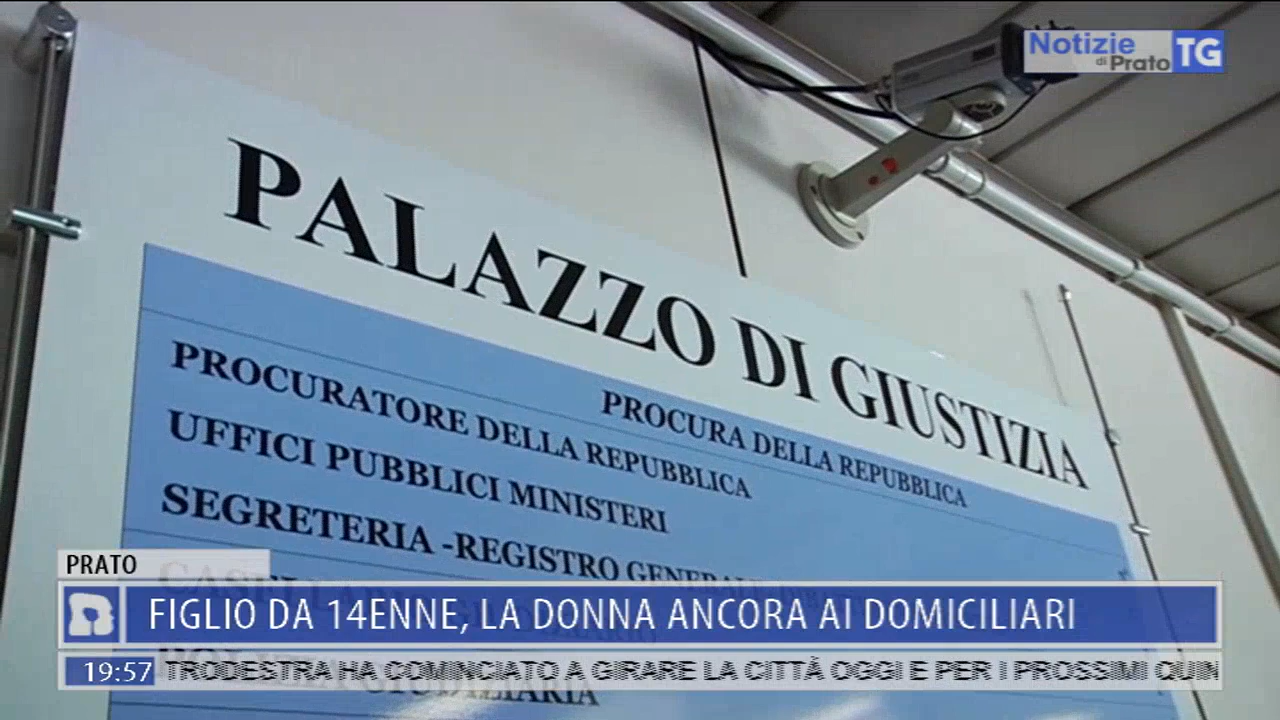 Notizie
di Prato TG
PALAZZO DI GIUSTIZIA
PROCURA DELLA REPUBBLICA
PROCURATORE DELLA REPUBBLICA
UFFICI PUBBLICI MINISTERI
SEGRETERIA -REGISTRO GENERALE
PRATO
FIGLIO DA 14ENNE, LA DONNA ANCORA AI DOMICILIARI
19:57 TRODESTRA HA COMINCIATO A GIRARE LA CITTÀ OGGI E PER I PROSSIMI QUIN